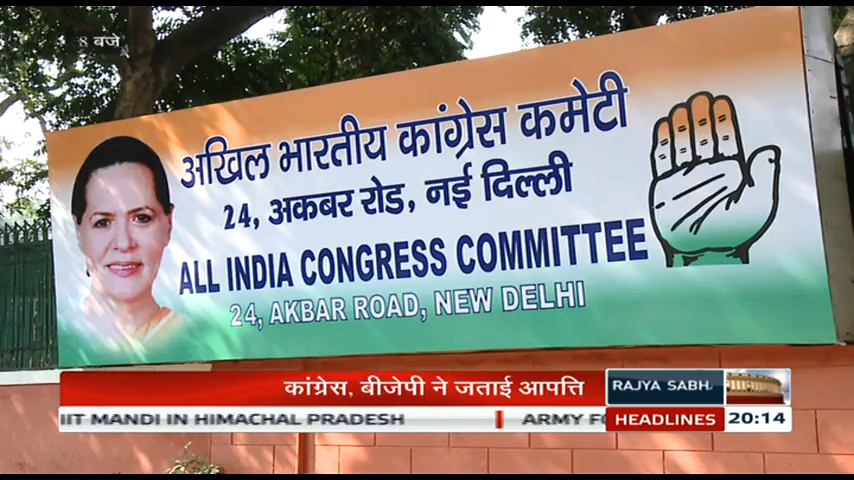 8 बजे
अखिल भारतीय कांग्रेस कमेटी
24, अकबर रोड, नई दिल्ली
ALL INDIA CONGRESS COMMITTEE
24, AKBAR ROAD, NEW DELHI
कांग्रेस, बीजेपी ने जताई आपत्ति
RAJYA SABHA
IIT MANDI IN HIMACHAL PRADESH
ARMY
HEADLINES
20:14